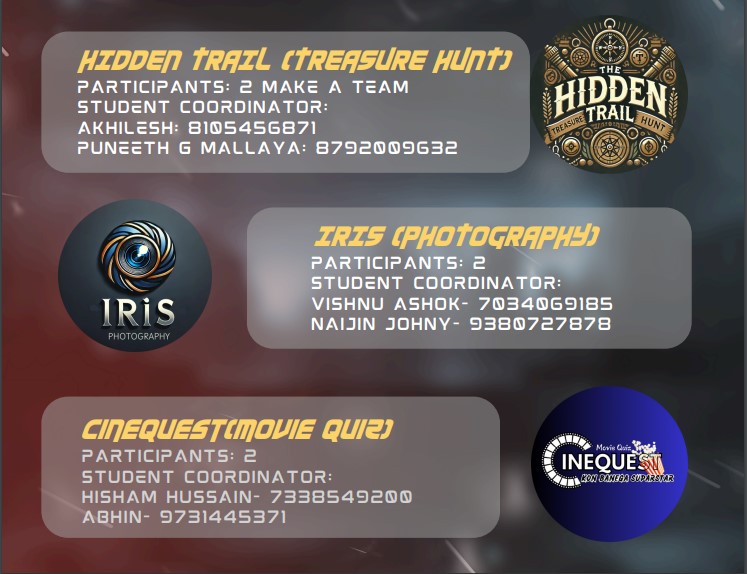 HIDDEN TRAIL (TREASURE HUNT)
PARTICIPANTS: 2 MAKE A TEAM
STUDENT COORDINATOR:
AKHILESH: 8105456871
PUNEETH G MALLAYA: 8792009632
THE
HIDDEN
TRAIL
TREASURE HUNT
IRIS (PHOTOGRAPHY)
PARTICIPANTS: 2
STUDENT COORDINATOR:
VISHNU ASHOK- 7034069185
NAIJIN JOHNY- 9380727878
IRiS
PHOTOGRAPHY
CINEQUEST(MOVIE QUIZ)
PARTICIPANTS: 2
STUDENT COORDINATOR:
HISHAM HUSSAIN- 7338549200
ABHIN- 9731445371
Movie Quiz
CINEQUEST
KON BANEGA SUPARSTAR